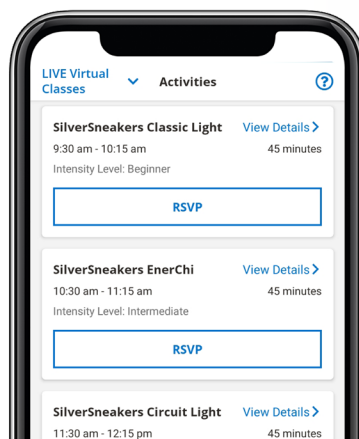 LIVE Virtual
Classes
Activities
?
SilverSneakers Classic Light View Details
9:30 am - 10:15 am 45 minutes
Intensity Level: Beginner
RSVP
SilverSneakers EnerChi View Details
10:30 am - 11:15 am 45 minutes
Intensity Level: Intermediate
RSVP
SilverSneakers Circuit Light View Details
11:30 am - 12:15 pm 45 minutes